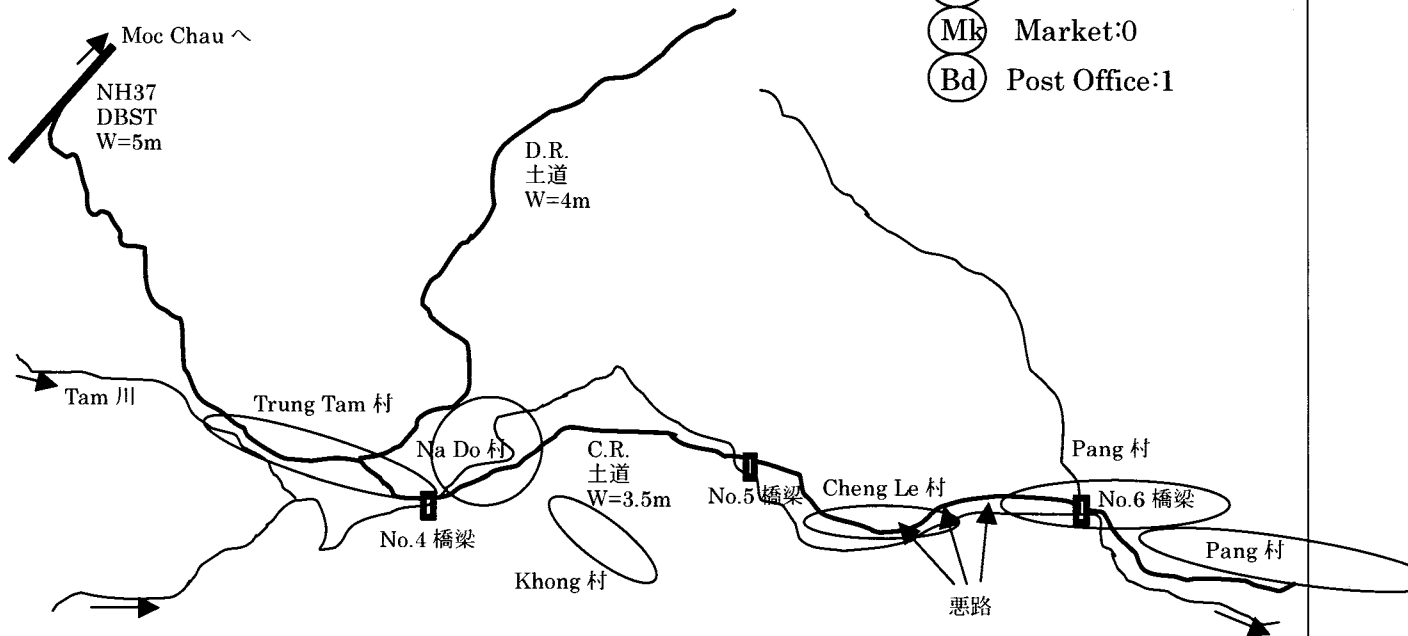 Moc Chau へ
Mk Market:0
Bd Post Office:1
NH37
DBST
W=5m
D.R.
土道
W=4m
Tam 川
Trung Tam 村
Na Do 村
C.R.
土道
W=3.5m
Pang 村
No.5 橋梁
Cheng Le 村
No.6 橋梁
No.4 橋梁
Khong 村
Pang 村
悪路